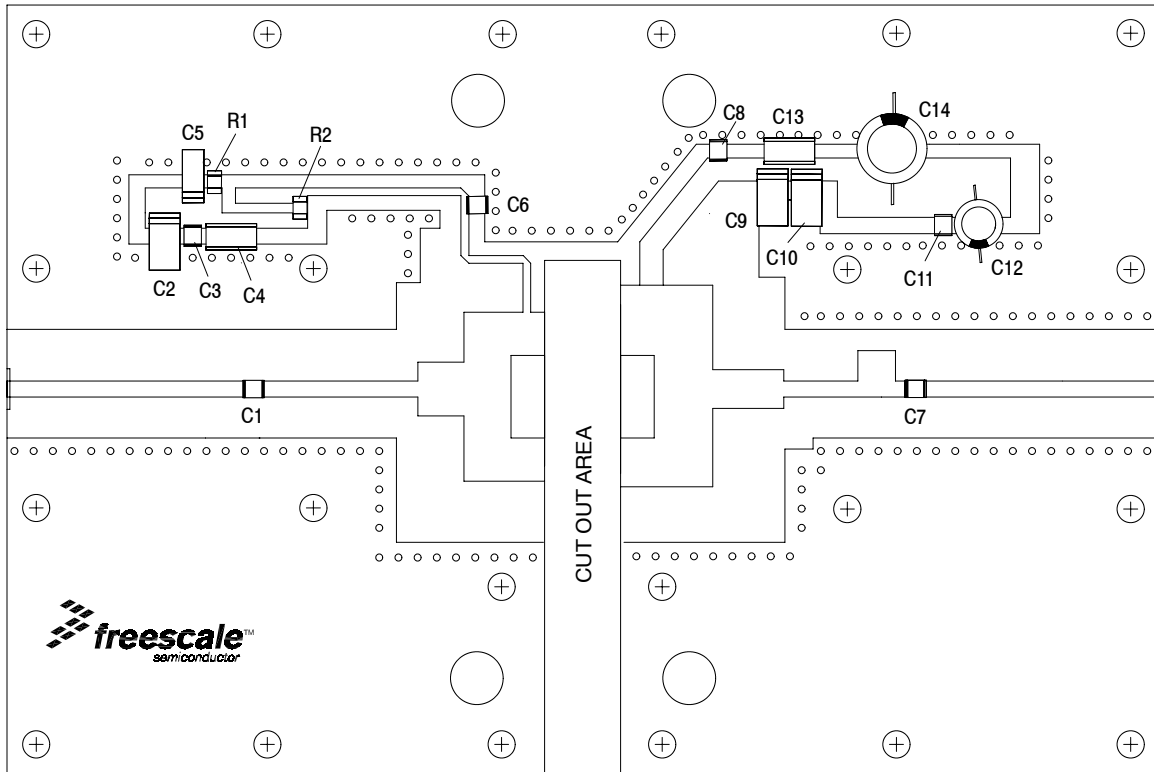 C5
R1
R2
C6
C2
C3
C4
C8
C13
C14
C9
C10
C11
C12
C1
C7
CUT OUT AREA
freescale™
semiconductor